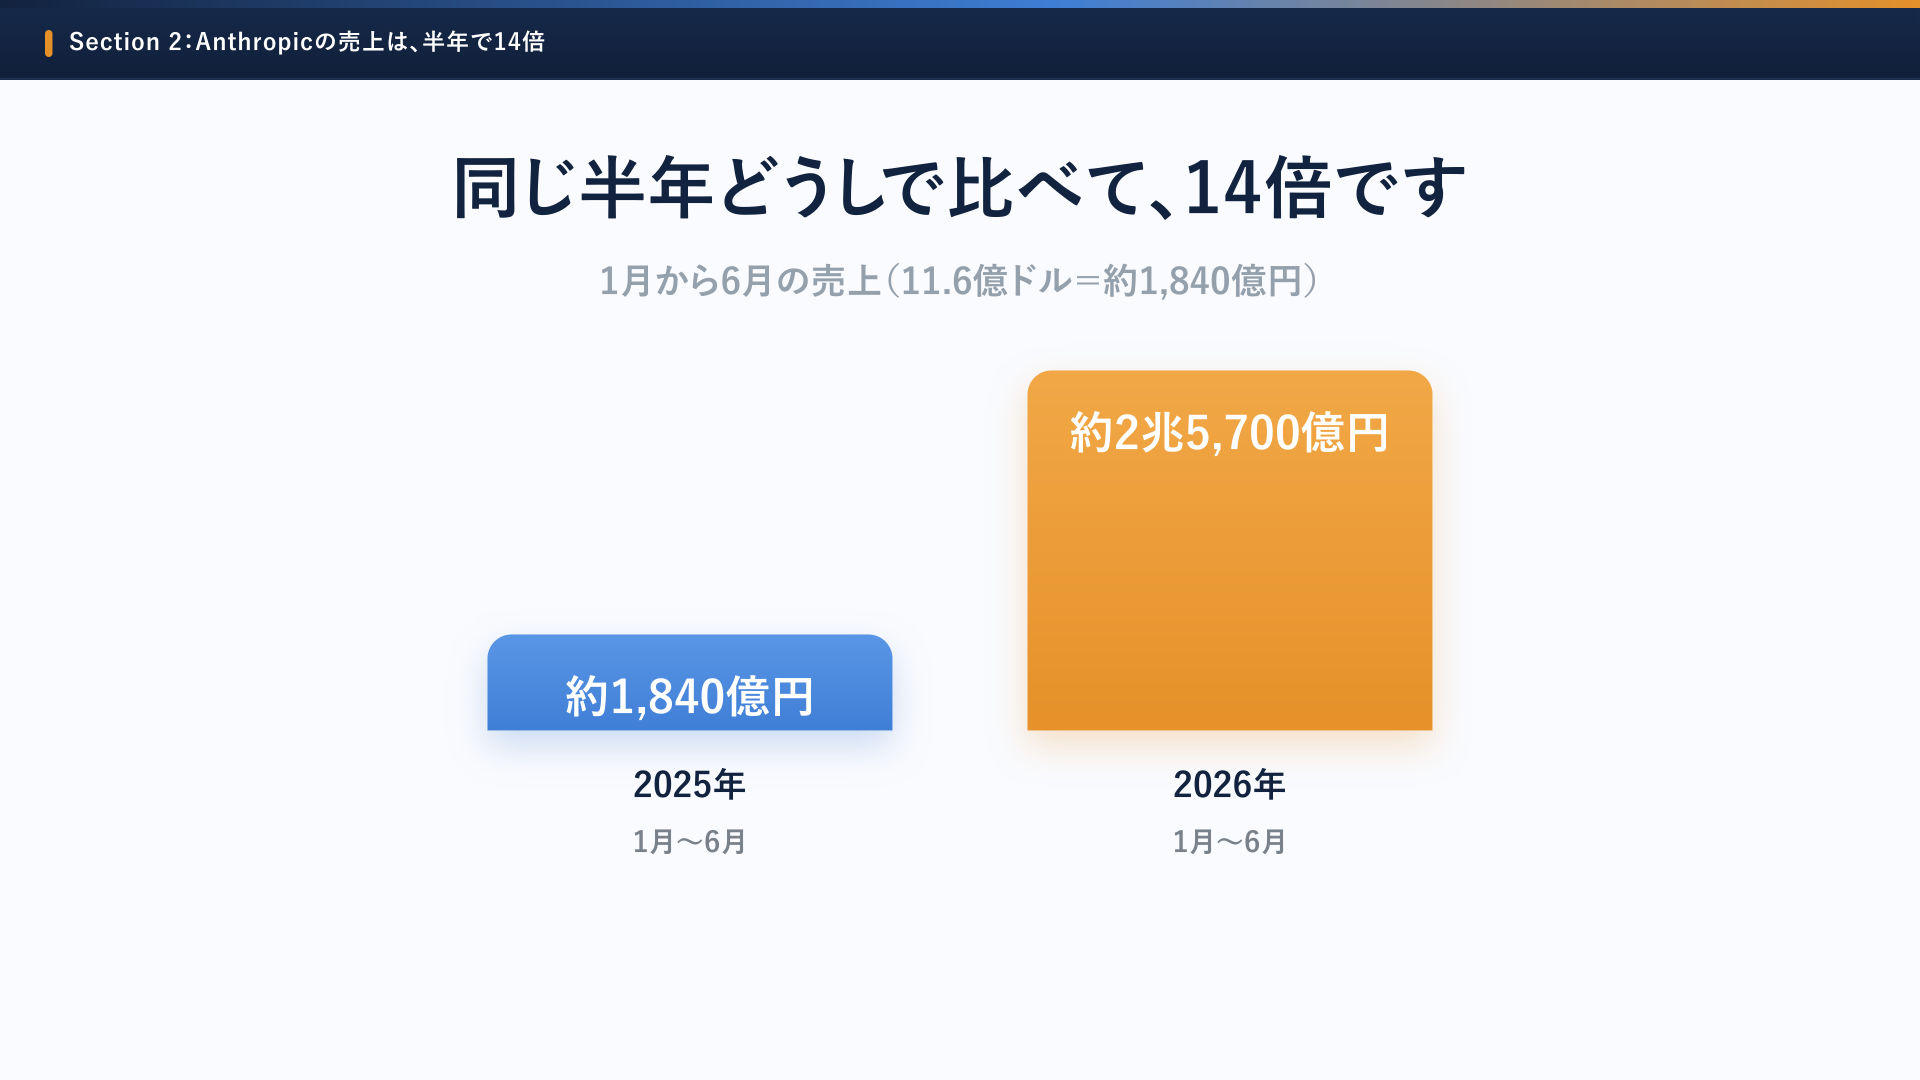 Section 2：Anthropicの売上は、半年で14倍
同じ半年どうしで比べて、14倍です
1月から6月の売上（11.6億ドル＝約1,840億円）
約2兆5,700億円
約1,840億円
2025年
2026年
1月〜6月
1月〜6月